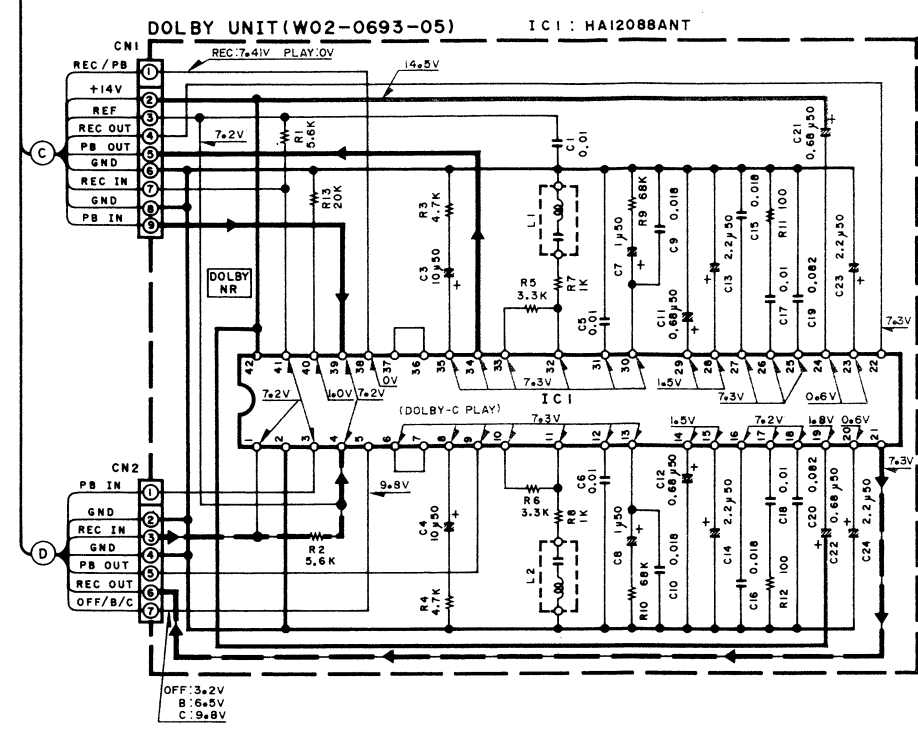 DOLBY UNIT(W02-0693-05)
IC1 : HA12088ANT
CN1
REC:7.41V PLAY:0V
REC/PB
1
14.5V
+14V
2
REF
3
REC OUT
4
7.2V
PB OUT
5
GND
6
REC IN
7
GND
8
PB IN
9
C
R1
5.6K
R13
20K
R3
4.7K
C3
10µ50
C1
0.01
L1
R5
3.3K
R7
1K
C5
0.01
C7
1µ50
R9
68K
C9
0.018
C11
0.68µ50
C13
2.2µ50
C15
0.018
R11
100
C17
0.01
C19
0.082
C21
0.68µ50
C23
2.2µ50
7.3V
DOLBY
NR
42 41 40 39 38 37 36 35 34 33 32 31 30 29 28 27 26 25 24 23 22
7.2V
1.0V
7.2V
0V
7.3V
IC1
1.5V
7.3V
0.6V
(DOLBY-C PLAY)
7.3V
1.5V
7.2V
1.8V
0.6V
1 2 3 4 5 6 7 8 9 10 11 12 13 14 15 16 17 18 19 20 21
7.3V
9.8V
CN2
PB IN
1
GND
2
REC IN
3
GND
4
PB OUT
5
REC OUT
6
OFF/B/C
7
D
R2
5.6K
C4
10µ50
R4
4.7K
R6
3.3K
R8
1K
L2
C6
0.01
C8
1µ50
R10
68K
C10
0.018
C12
0.68µ50
C14
2.2µ50
C16
0.018
R12
100
C18
0.01
C20
0.082
C22
0.68µ50
C24
2.2µ50
OFF:3.2V
B:6.5V
C:9.8V